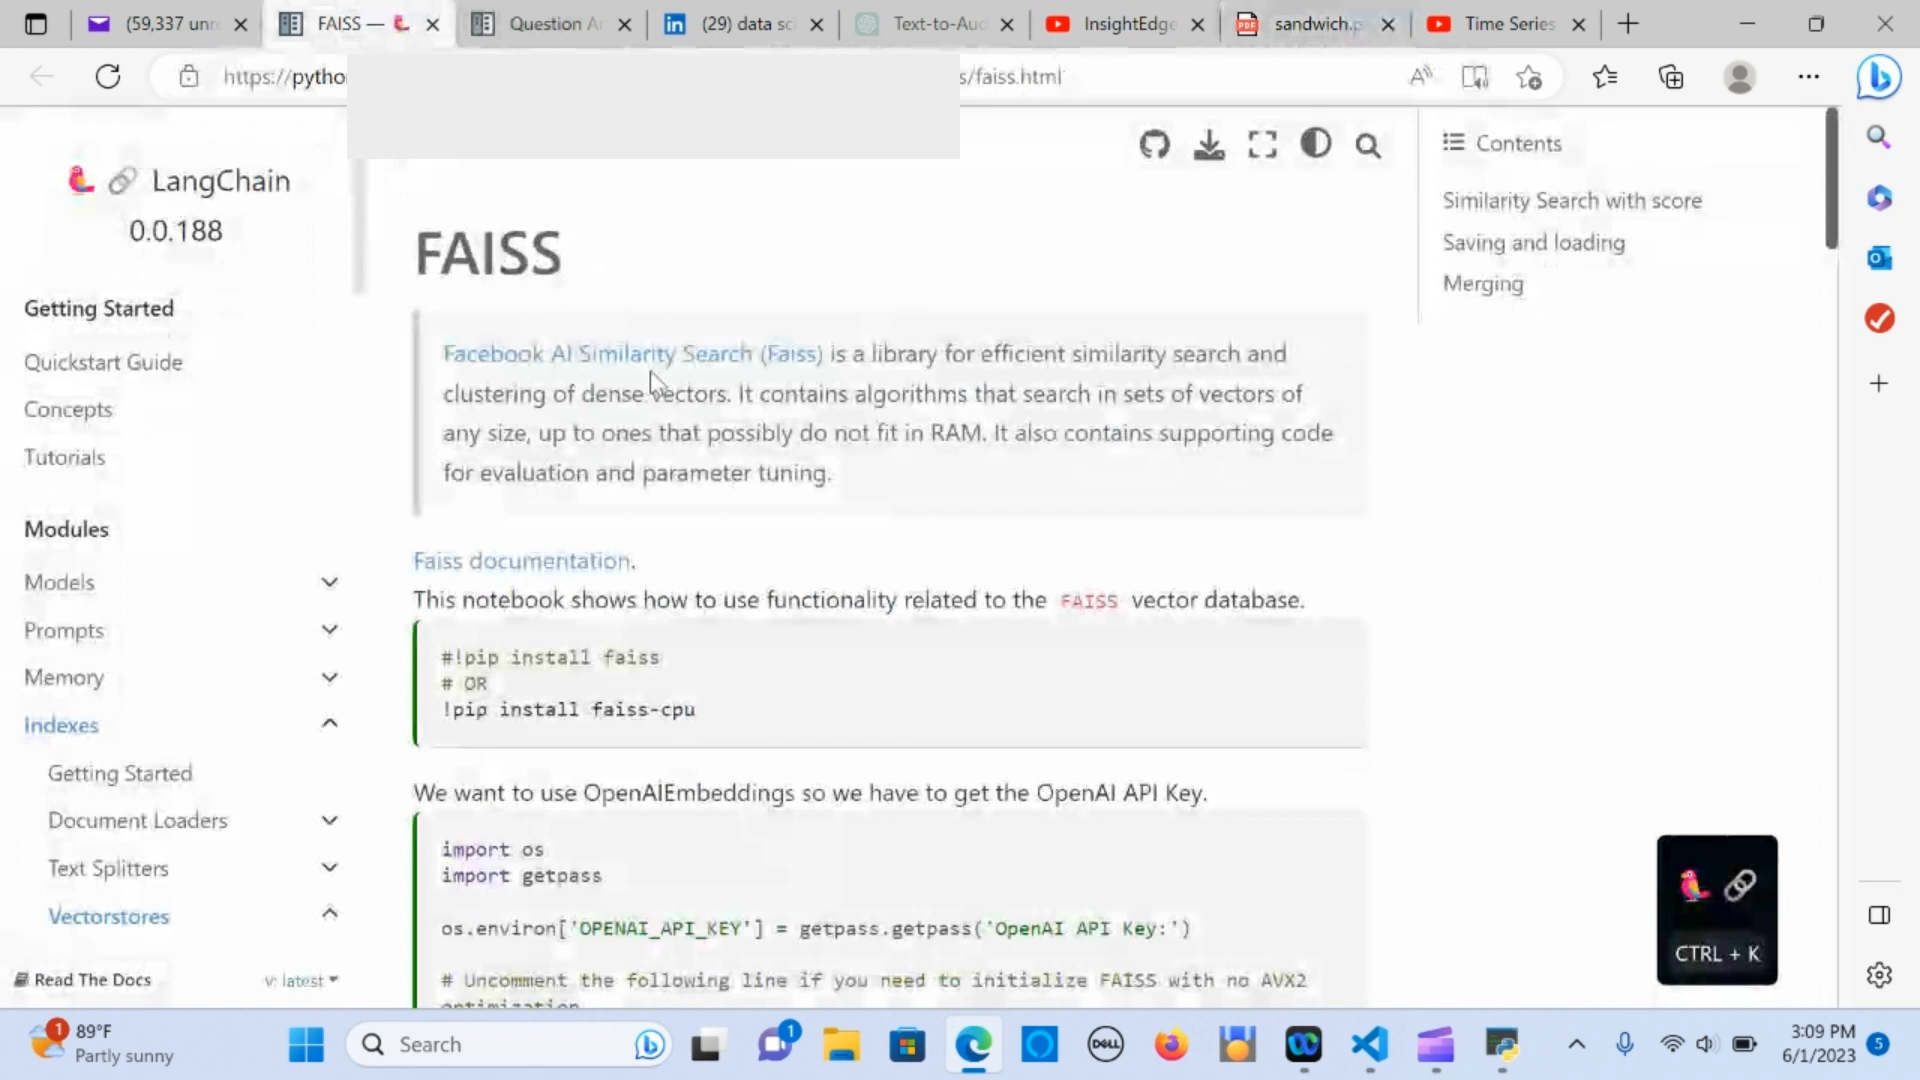 (59,337 unr
FAISS —
Question A
(29) data sc
Text-to-Aud
InsightEdge
sandwich.p
Time Series
https://pytho
s/faiss.html
LangChain
0.0.188
Getting Started
Quickstart Guide
Concepts
Tutorials
Modules
Models
Prompts
Memory
Indexes
Getting Started
Document Loaders
Text Splitters
Vectorstores
Read The Docs
v: latest
FAISS
Facebook AI Similarity Search (Faiss) is a library for efficient similarity search and
clustering of dense vectors. It contains algorithms that search in sets of vectors of
any size, up to ones that possibly do not fit in RAM. It also contains supporting code
for evaluation and parameter tuning.
Faiss documentation.
This notebook shows how to use functionality related to the FAISS vector database.
#!pip install faiss
# OR
!pip install faiss-cpu
We want to use OpenAIEmbeddings so we have to get the OpenAI API Key.
import os
import getpass
os.environ['OPENAI_API_KEY'] = getpass.getpass('OpenAI API Key:')
# Uncomment the following line if you need to initialize FAISS with no AVX2
optimization
Contents
Similarity Search with score
Saving and loading
Merging
CTRL + K
1
89°F
Partly sunny
Search
1
DELL
3:09 PM
6/1/2023
5